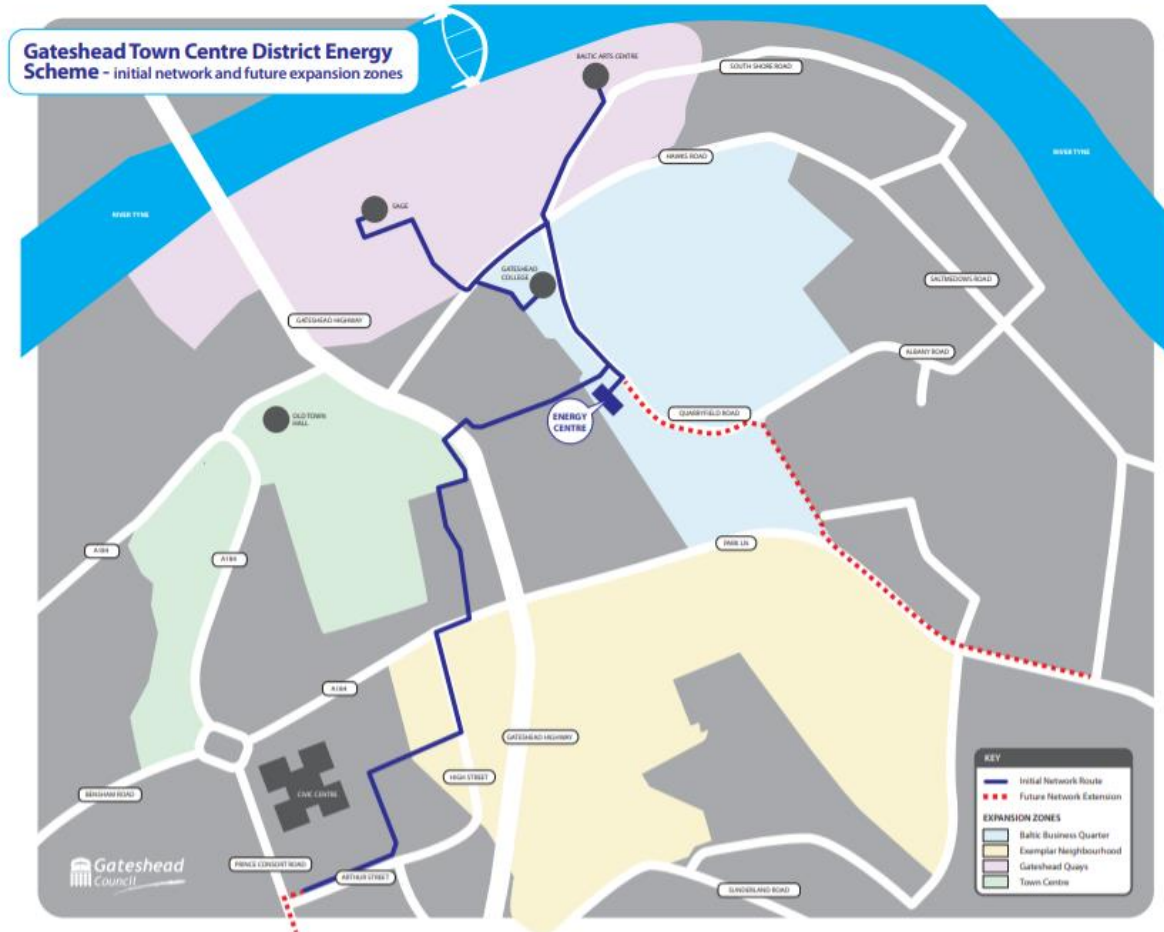 Gateshead Town Centre District Energy
Scheme - initial network and future expansion zones
BALTIC ARTS CENTRE
SOUTH SHORE ROAD
HAWKS ROAD
RIVER TYNE
RIVER TYNE
SAGE
GATESHEAD
COLLEGE
SALTMEDOWS ROAD
GATESHEAD HIGHWAY
ALBANY ROAD
OLD TOWN
HALL
ENERGY
CENTRE
QUARRYFIELD ROAD
A184
A184
PARK LN
A184
GATESHEAD HIGHWAY
HIGH STREET
BENSHAM ROAD
CIVIC CENTRE
PRINCE CONSORT ROAD
ARTHUR STREET
SUNDERLAND ROAD
Gateshead
Council
KEY
Initial Network Route
Future Network Extension
EXPANSION ZONES
Baltic Business Quarter
Exemplar Neighbourhood
Gateshead Quays
Town Centre